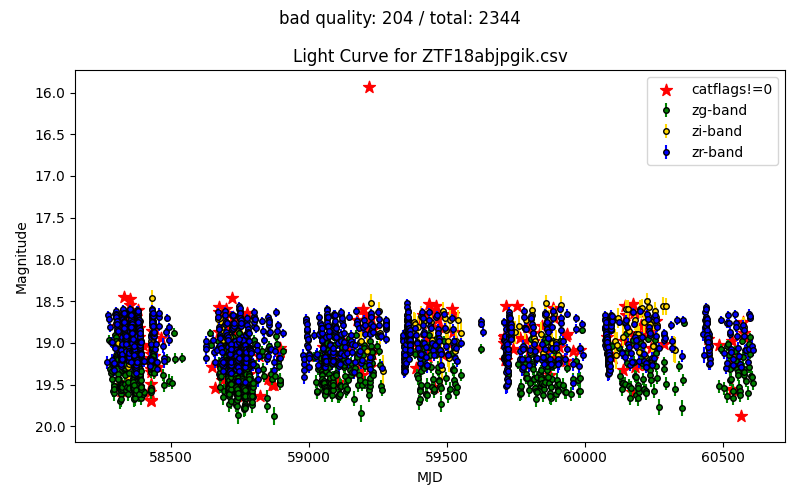 bad quality: 204 / total: 2344
Light Curve for ZTF18abjpgik.csv
catflags!=0
zg-band
zi-band
zr-band
Magnitude
16.0
16.5
17.0
17.5
18.0
18.5
19.0
19.5
20.0
58500 59000 59500 60000 60500
MJD